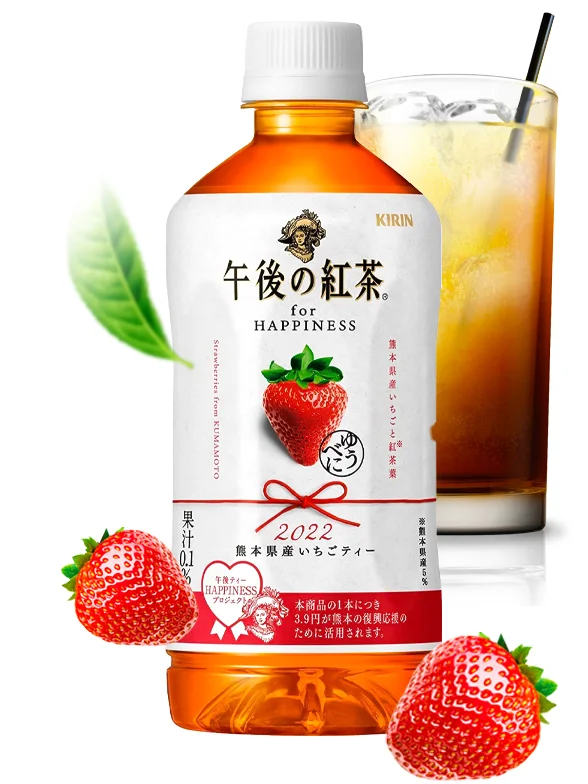 KIRIN
午後の紅茶®
for
HAPPINESS
Strawberries from KUMAMOTO
熊本県産いちごと紅茶葉※
ゆうべに
2022
熊本県産いちごティー
果汁0.1%
※熊本県産5%
午後ティー
HAPPINESS
プロジェクト
本商品の1本につき
3.9円が熊本の復興応援の
ために活用されます。